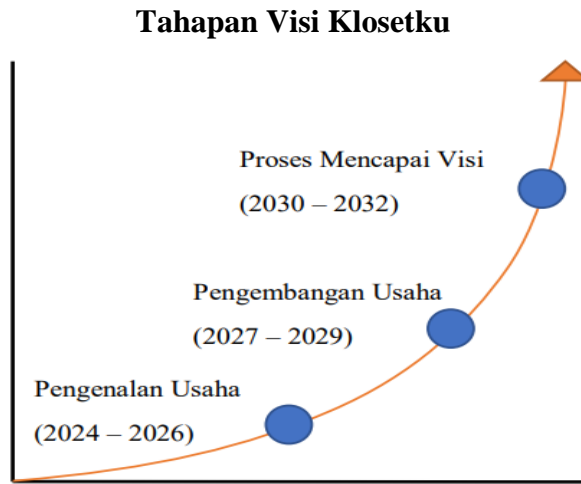 Tahapan Visi Klosetku
Proses Mencapai Visi
(2030 – 2032)
Pengembangan Usaha
(2027 – 2029)
Pengenalan Usaha
(2024 – 2026)